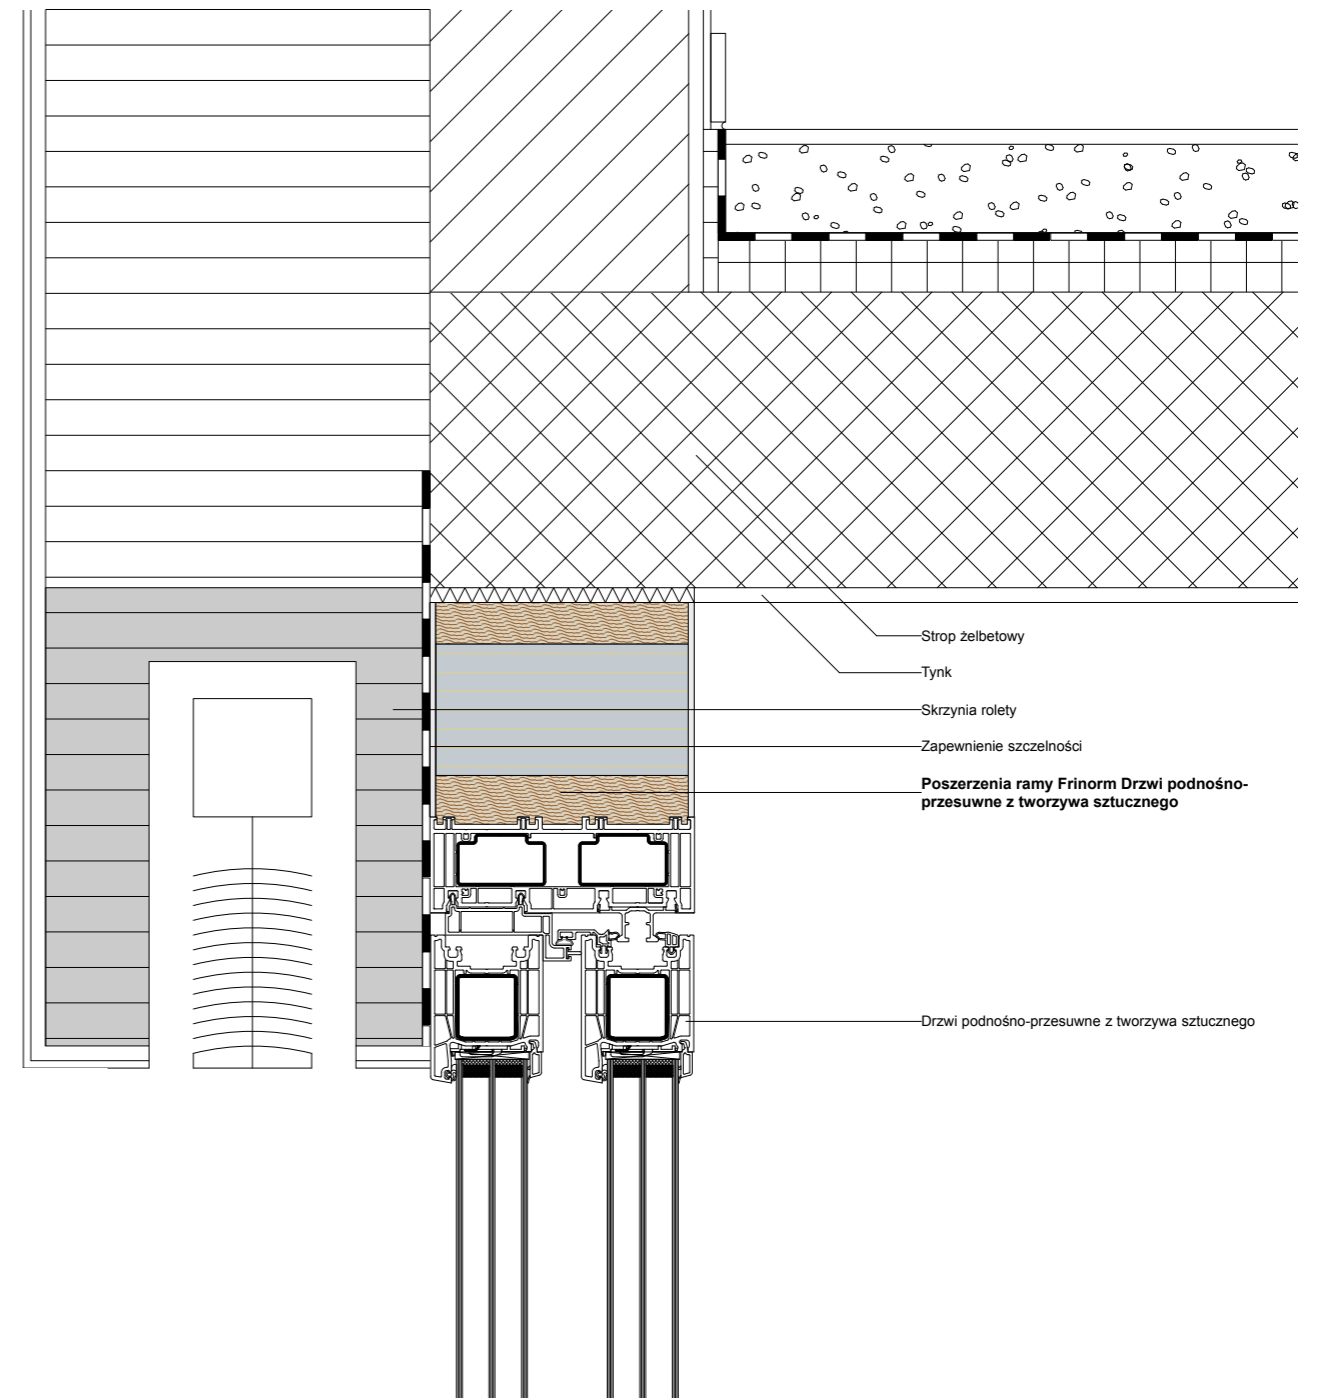 Strop żelbetowy
Tynk
Skrzynia rolety
Zapewnienie szczelności
Poszerzenia ramy Frinorm Drzwi podnośno-
przesuwne z tworzywa sztucznego
Drzwi podnośno-przesuwne z tworzywa sztucznego